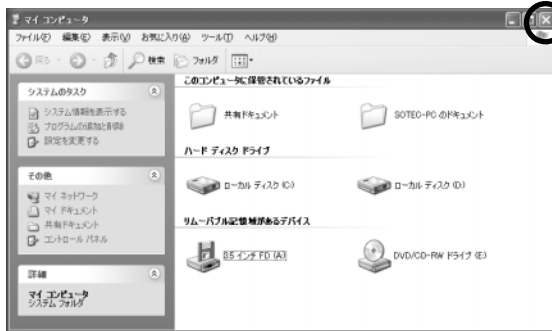 マイ コンピュータ
ファイル(F) 編集(E) 表示(V) お気に入り(A) ツール(T) ヘルプ(H)
戻る 検索 フォルダ
システムのタスク
システム情報を表示する
プログラムの追加と削除
設定を変更する
その他
マイ ネットワーク
マイ ドキュメント
共有ドキュメント
コントロール パネル
詳細
マイ コンピュータ
システム フォルダ
このコンピュータに保管されているファイル
共有ドキュメント SOTEC-PC のドキュメント
ハード ディスク ドライブ
ローカル ディスク (C:) ローカル ディスク (D:)
リムーバブル記憶域があるデバイス
3.5 インチ FD (A:) DVD/CD-RW ドライブ (E:)